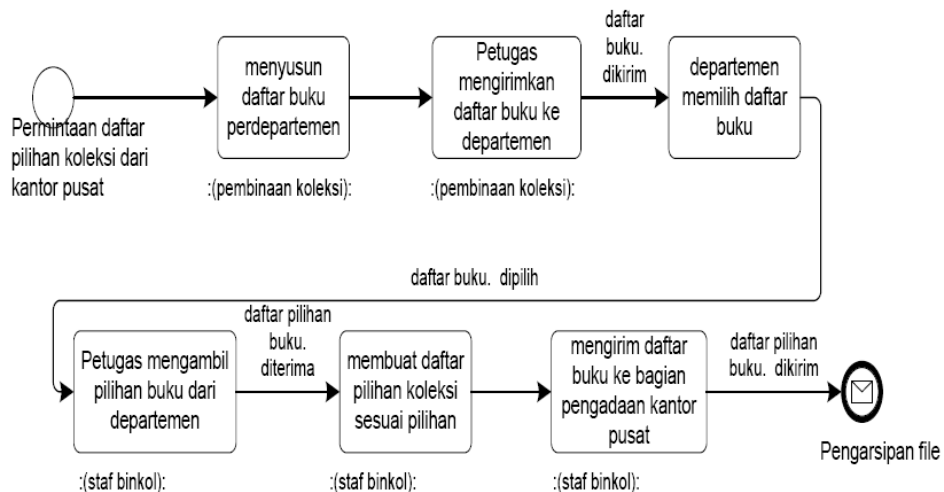 Permintaan daftar
pilihan koleksi dari
kantor pusat
menyusun
daftar buku
perdepartemen
:(pembinaan koleksi):
Petugas
mengirimkan
daftar buku ke
departemen
:(pembinaan koleksi):
daftar
buku.
dikirim
departemen
memilih daftar
buku
daftar buku.  dipilih
Petugas mengambil
pilihan buku dari
departemen
:(staf binkol):
daftar pilihan
buku.
diterima
membuat daftar
pilihan koleksi
sesuai pilihan
:(staf binkol):
mengirim daftar
buku ke bagian
pengadaan kantor
pusat
:(staf binkol):
daftar pilihan
buku.  dikirim
Pengarsipan file